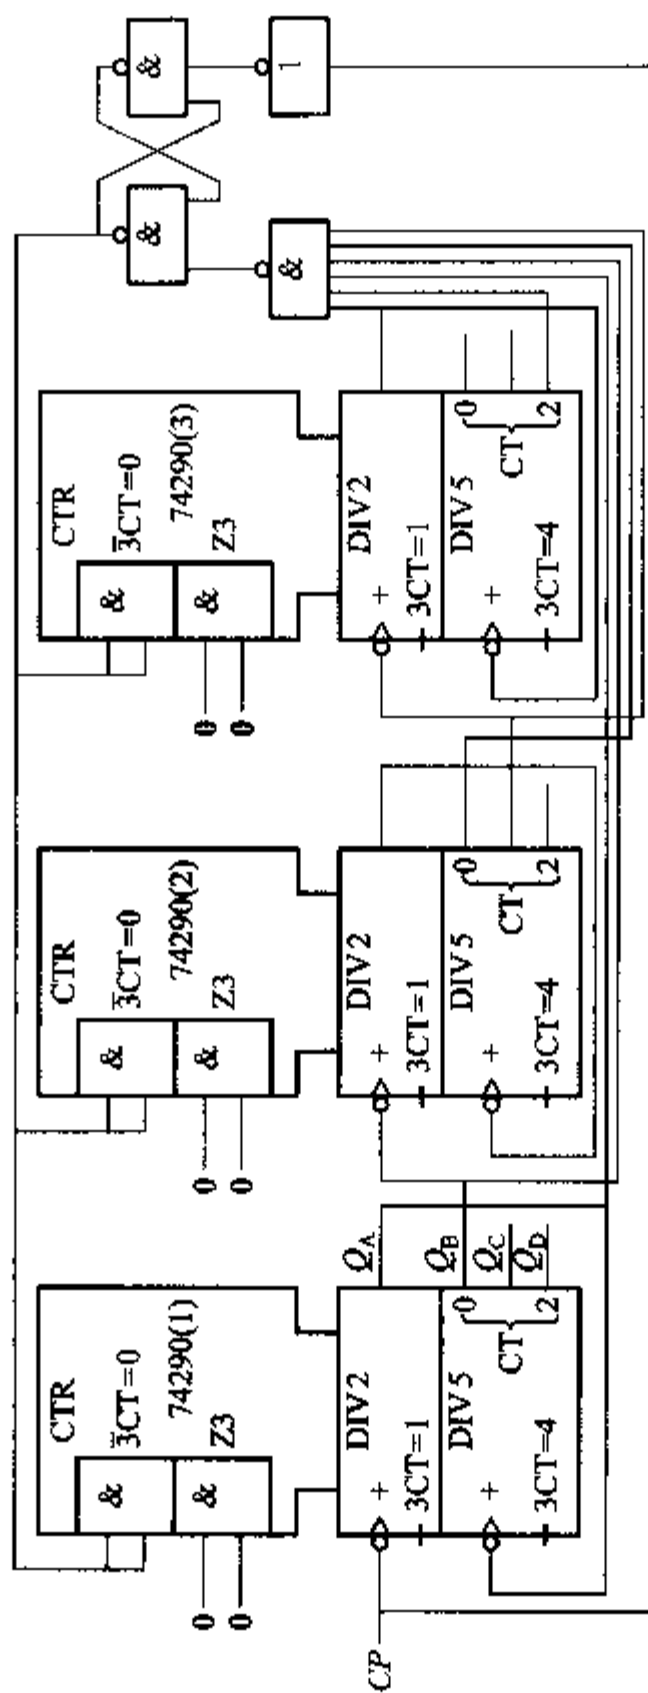 CTR
3̅CT=0
74290(1)
&
&
Z3
0
0
DIV2
+
3CT=1
DIV5
+
3CT=4
0
CT
2
CP
Q_A
Q_B
Q_C
Q_D
CTR
3̅CT=0
74290(2)
&
&
Z3
0
0
DIV2
+
3CT=1
DIV5
+
3CT=4
0
CT
2
CTR
3̅CT=0
74290(3)
&
&
Z3
0
0
DIV2
+
3CT=1
DIV5
+
3CT=4
0
CT
2
&
&
&
1